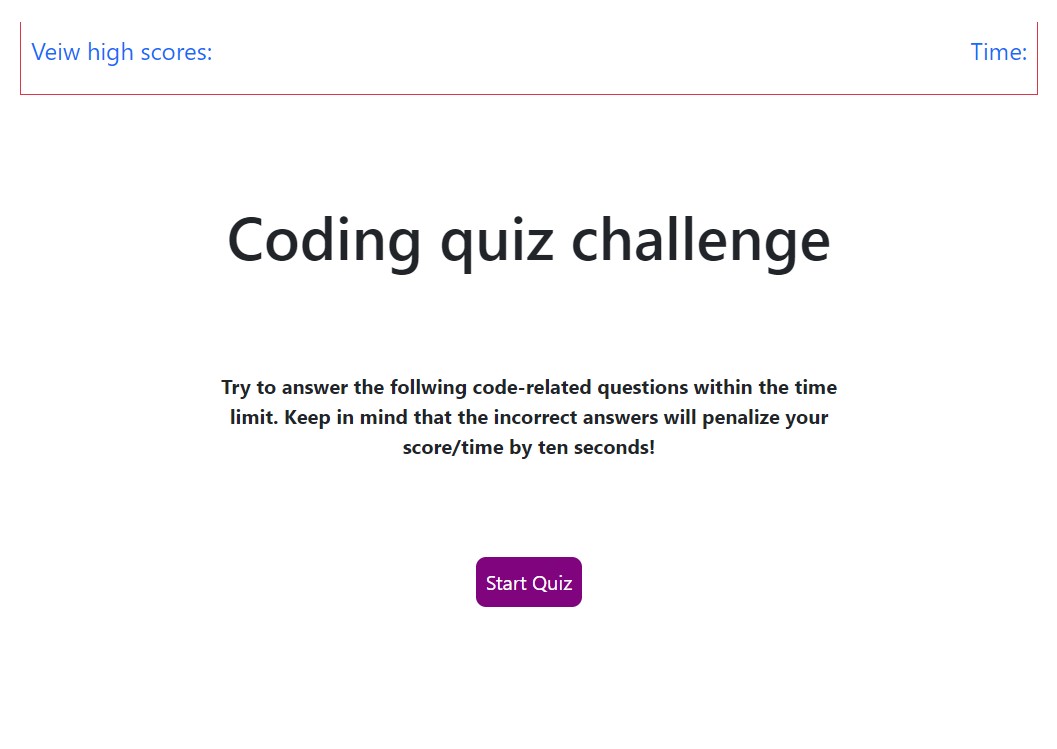 Veiw high scores:
Time:
Coding quiz challenge
Try to answer the follwing code-related questions within the time
limit. Keep in mind that the incorrect answers will penalize your
score/time by ten seconds!
Start Quiz